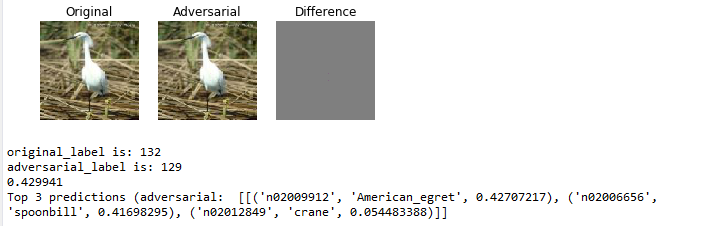 Original Adversarial Difference
original_label is: 132
adversarial_label is: 129
0.429941
Top 3 predictions (adversarial:  [[('n02009912', 'American_egret', 0.42707217), ('n02006656',
'spoonbill', 0.41698295), ('n02012849', 'crane', 0.054483388)]]